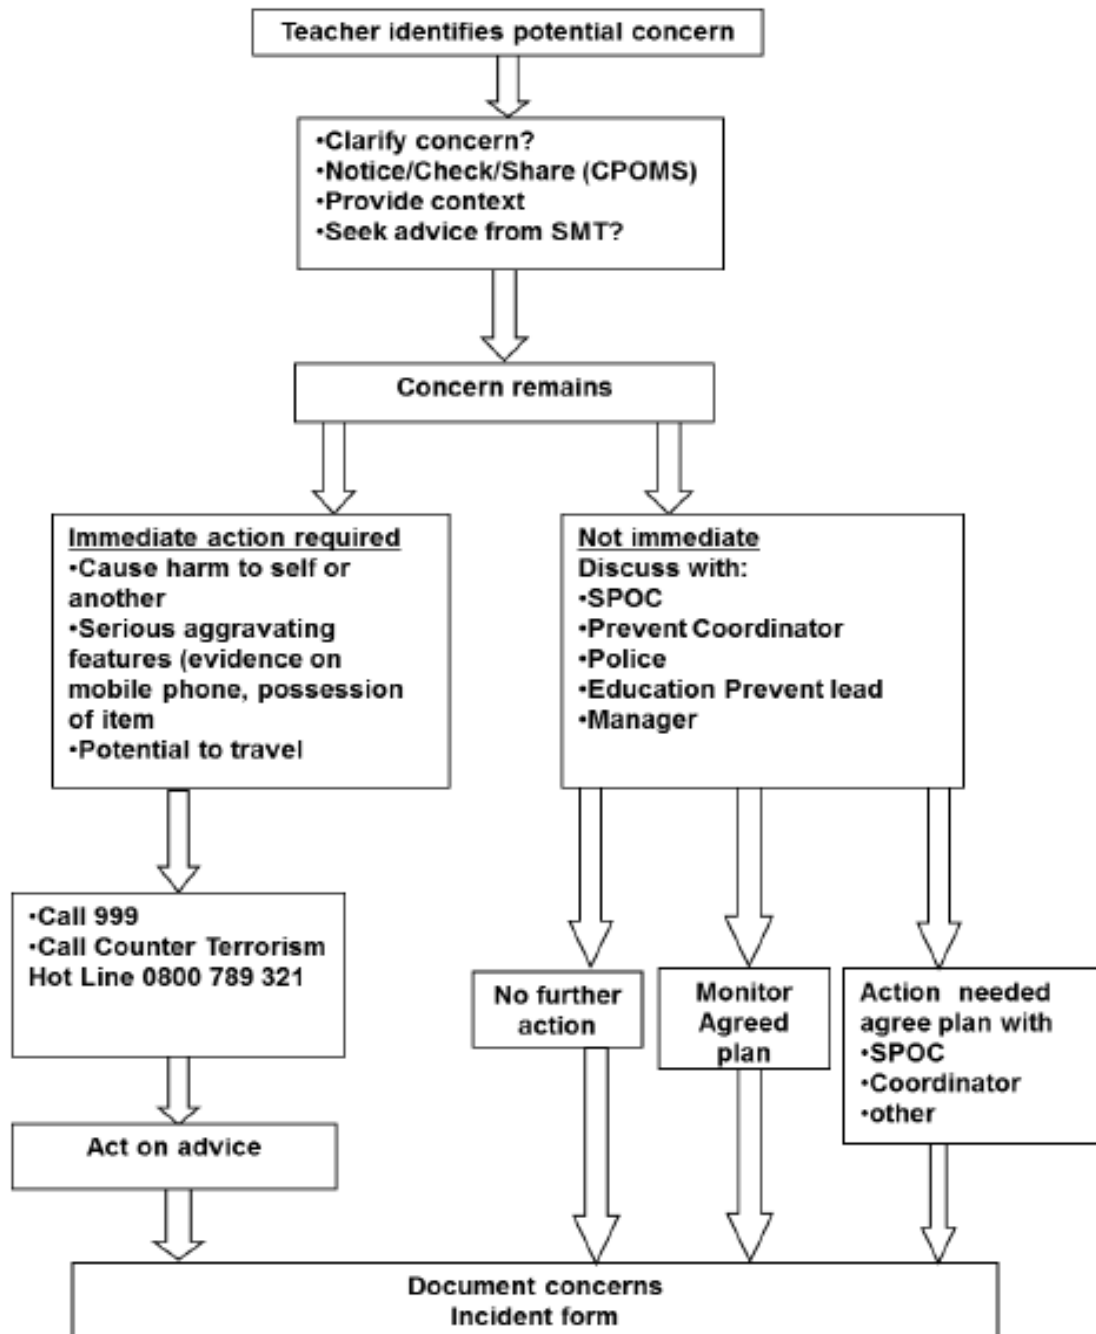 Teacher identifies potential concern
•Clarify concern?
•Notice/Check/Share (CPOMS)
•Provide context
•Seek advice from SMT?
Concern remains
Immediate action required
•Cause harm to self or
another
•Serious aggravating
features (evidence on
mobile phone, possession
of item
•Potential to travel
Not immediate
Discuss with:
•SPOC
•Prevent Coordinator
•Police
•Education Prevent lead
•Manager
•Call 999
•Call Counter Terrorism
Hot Line 0800 789 321
No further
action
Monitor
Agreed
plan
Action needed
agree plan with
•SPOC
•Coordinator
•other
Act on advice
Document concerns
Incident form